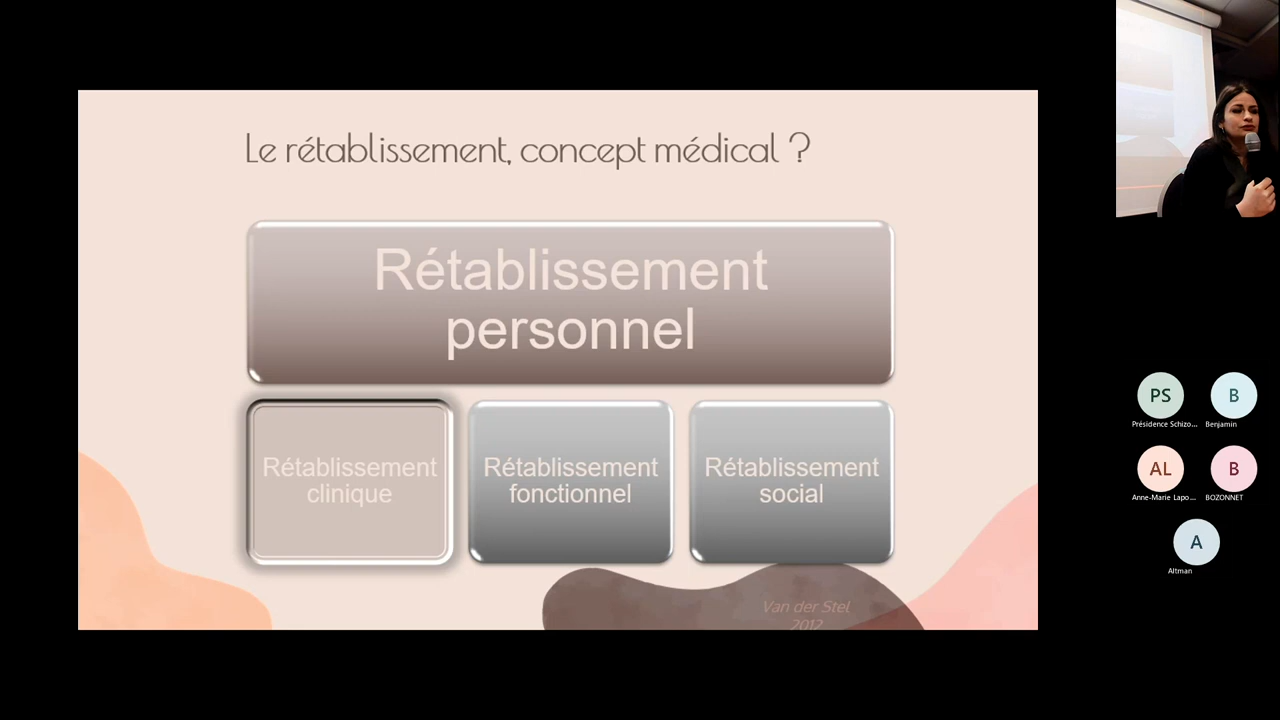 Le rétablissement, concept médical ?
Rétablissement
personnel
Rétablissement
clinique
Rétablissement
fonctionnel
Rétablissement
social
Van der Stel
2012
PS
Présidence Schizo...
B
Benjamin
AL
Anne-Marie Lapo...
B
BOZONNET
A
Altman